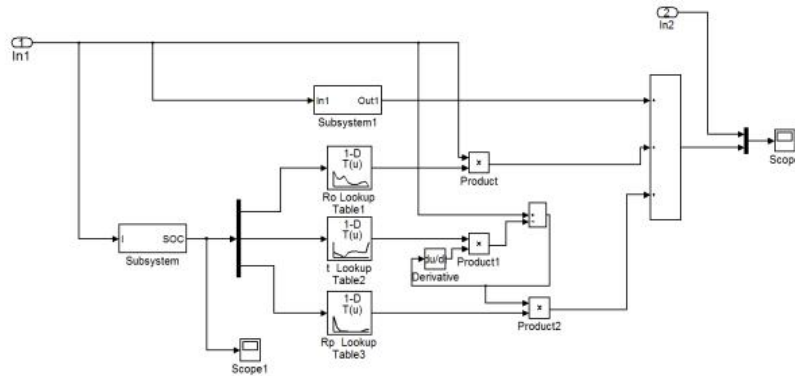 2
In2
1
In1
In1 Out1
Subsystem1
1-D
T(u)
Ro Lookup
Table1
×
Product
Scope
I SOC
Subsystem
1-D
T(u)
t Lookup
Table2
×
Product1
du/dt
Derivative
1-D
T(u)
Rp Lookup
Table3
×
Product2
Scope1